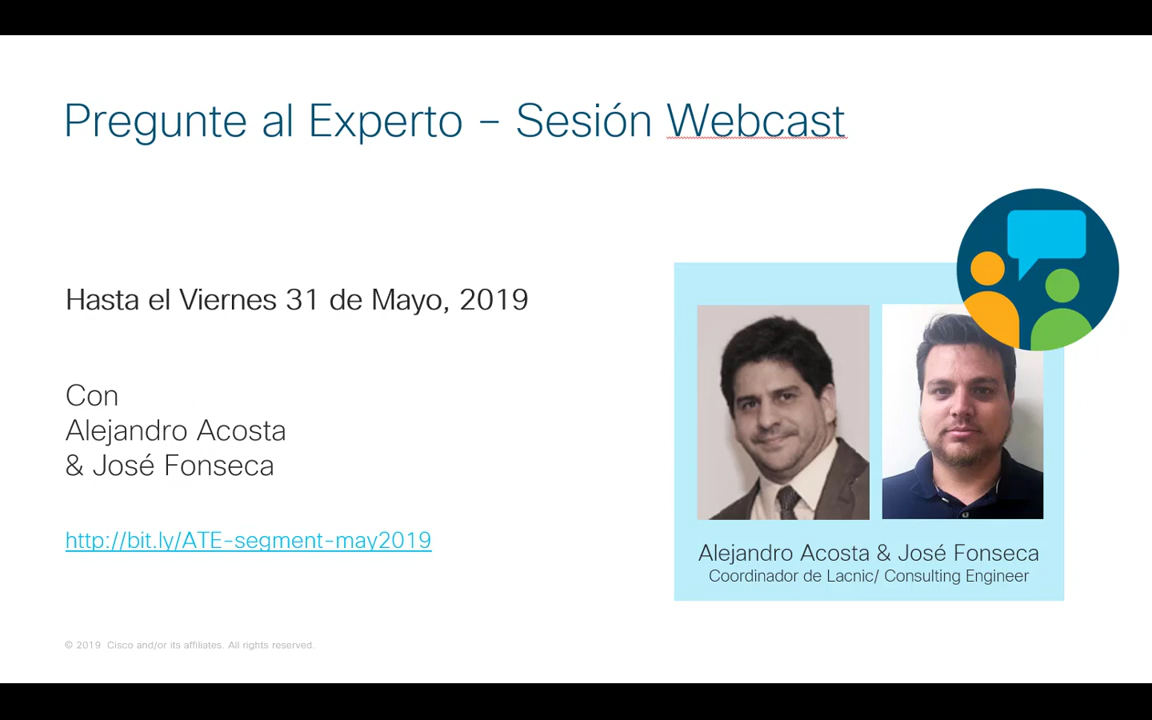 Pregunte al Experto – Sesión Webcast
Hasta el Viernes 31 de Mayo, 2019
Con
Alejandro Acosta
& José Fonseca
http://bit.ly/ATE-segment-may2019
Alejandro Acosta & José Fonseca
Coordinador de Lacnic/ Consulting Engineer
© 2019 Cisco and/or its affiliates. All rights reserved.